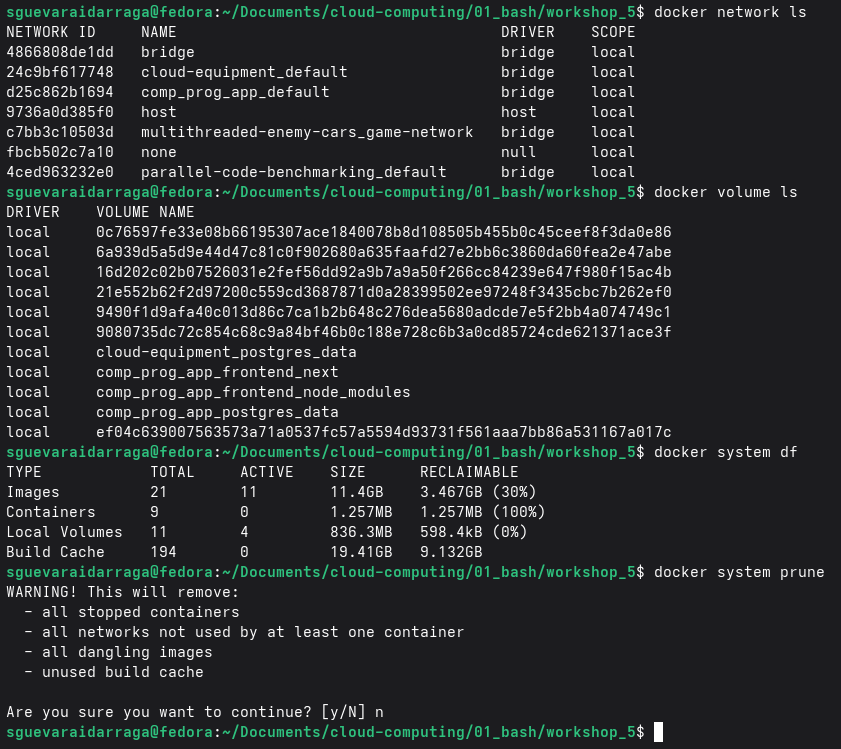 sguevaraidarraga@fedora:~/Documents/cloud-computing/01_bash/workshop_5$ docker network ls
NETWORK ID     NAME                                    DRIVER    SCOPE
4866808de1dd   bridge                                  bridge    local
24c9bf617748   cloud-equipment_default                 bridge    local
d25c862b1694   comp_prog_app_default                   bridge    local
9736a0d385f0   host                                    host      local
c7bb3c10503d   multithreaded-enemy-cars_game-network   bridge    local
fbcb502c7a10   none                                    null      local
4ced963232e0   parallel-code-benchmarking_default      bridge    local
sguevaraidarraga@fedora:~/Documents/cloud-computing/01_bash/workshop_5$ docker volume ls
DRIVER    VOLUME NAME
local     0c76597fe33e08b66195307ace1840078b8d108505b455b0c45ceef8f3da0e86
local     6a939d5a5d9e44d47c81c0f902680a635faafd27e2bb6c3860da60fea2e47abe
local     16d202c02b07526031e2fef56dd92a9b7a9a50f266cc84239e647f980f15ac4b
local     21e552b62f2d97200c559cd3687871d0a28399502ee97248f3435cbc7b262ef0
local     9490f1d9afa40c013d86c7ca1b2b648c276dea5680adcde7e5f2bb4a074749c1
local     9080735dc72c854c68c9a84bf46b0c188e728c6b3a0cd85724cde621371ace3f
local     cloud-equipment_postgres_data
local     comp_prog_app_frontend_next
local     comp_prog_app_frontend_node_modules
local     comp_prog_app_postgres_data
local     ef04c639007563573a71a0537fc57a5594d93731f561aaa7bb86a531167a017c
sguevaraidarraga@fedora:~/Documents/cloud-computing/01_bash/workshop_5$ docker system df
TYPE            TOTAL     ACTIVE    SIZE      RECLAIMABLE
Images          21        11        11.4GB    3.467GB (30%)
Containers      9         0         1.257MB   1.257MB (100%)
Local Volumes   11        4         836.3MB   598.4kB (0%)
Build Cache     194       0         19.41GB   9.132GB
sguevaraidarraga@fedora:~/Documents/cloud-computing/01_bash/workshop_5$ docker system prune
WARNING! This will remove:
  - all stopped containers
  - all networks not used by at least one container
  - all dangling images
  - unused build cache

Are you sure you want to continue? [y/N] n
sguevaraidarraga@fedora:~/Documents/cloud-computing/01_bash/workshop_5$